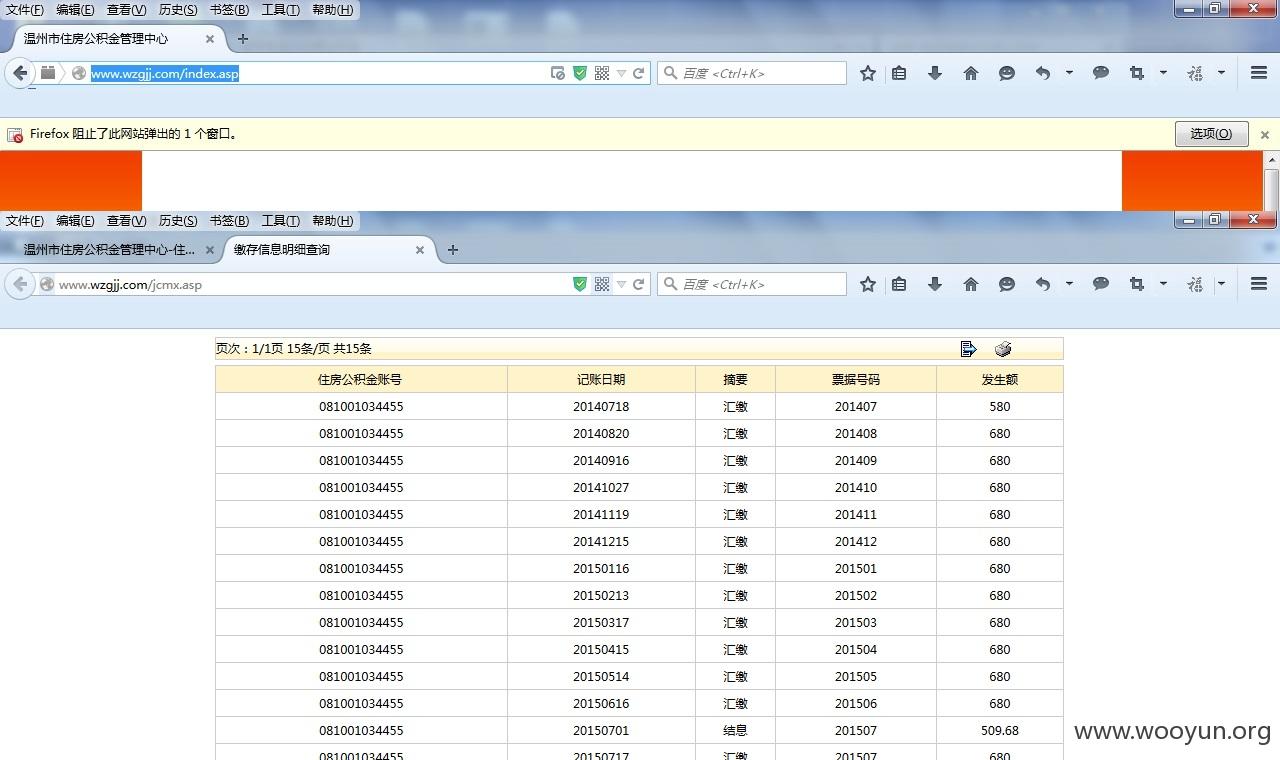 文件(F) 编辑(E) 查看(V) 历史(S) 书签(B) 工具(T) 帮助(H)
温州市住房公积金管理中心
www.wzgjj.com/index.asp 百度 <Ctrl+K>
Firefox 阻止了此网站弹出的 1 个窗口。 选项(O)
文件(F) 编辑(E) 查看(V) 历史(S) 书签(B) 工具(T) 帮助(H)
温州市住房公积金管理中心-住... 缴存信息明细查询
www.wzgjj.com/jcmx.asp 百度 <Ctrl+K>
页次：1/1页 15条/页 共15条
住房公积金账号 记账日期 摘要 票据号码 发生额
081001034455 20140718 汇缴 201407 580
081001034455 20140820 汇缴 201408 680
081001034455 20140916 汇缴 201409 680
081001034455 20141027 汇缴 201410 680
081001034455 20141119 汇缴 201411 680
081001034455 20141215 汇缴 201412 680
081001034455 20150116 汇缴 201501 680
081001034455 20150213 汇缴 201502 680
081001034455 20150317 汇缴 201503 680
081001034455 20150415 汇缴 201504 680
081001034455 20150514 汇缴 201505 680
081001034455 20150616 汇缴 201506 680
081001034455 20150701 结息 201507 509.68
081001034455 20150717 汇缴 201507 680
www.wooyun.org